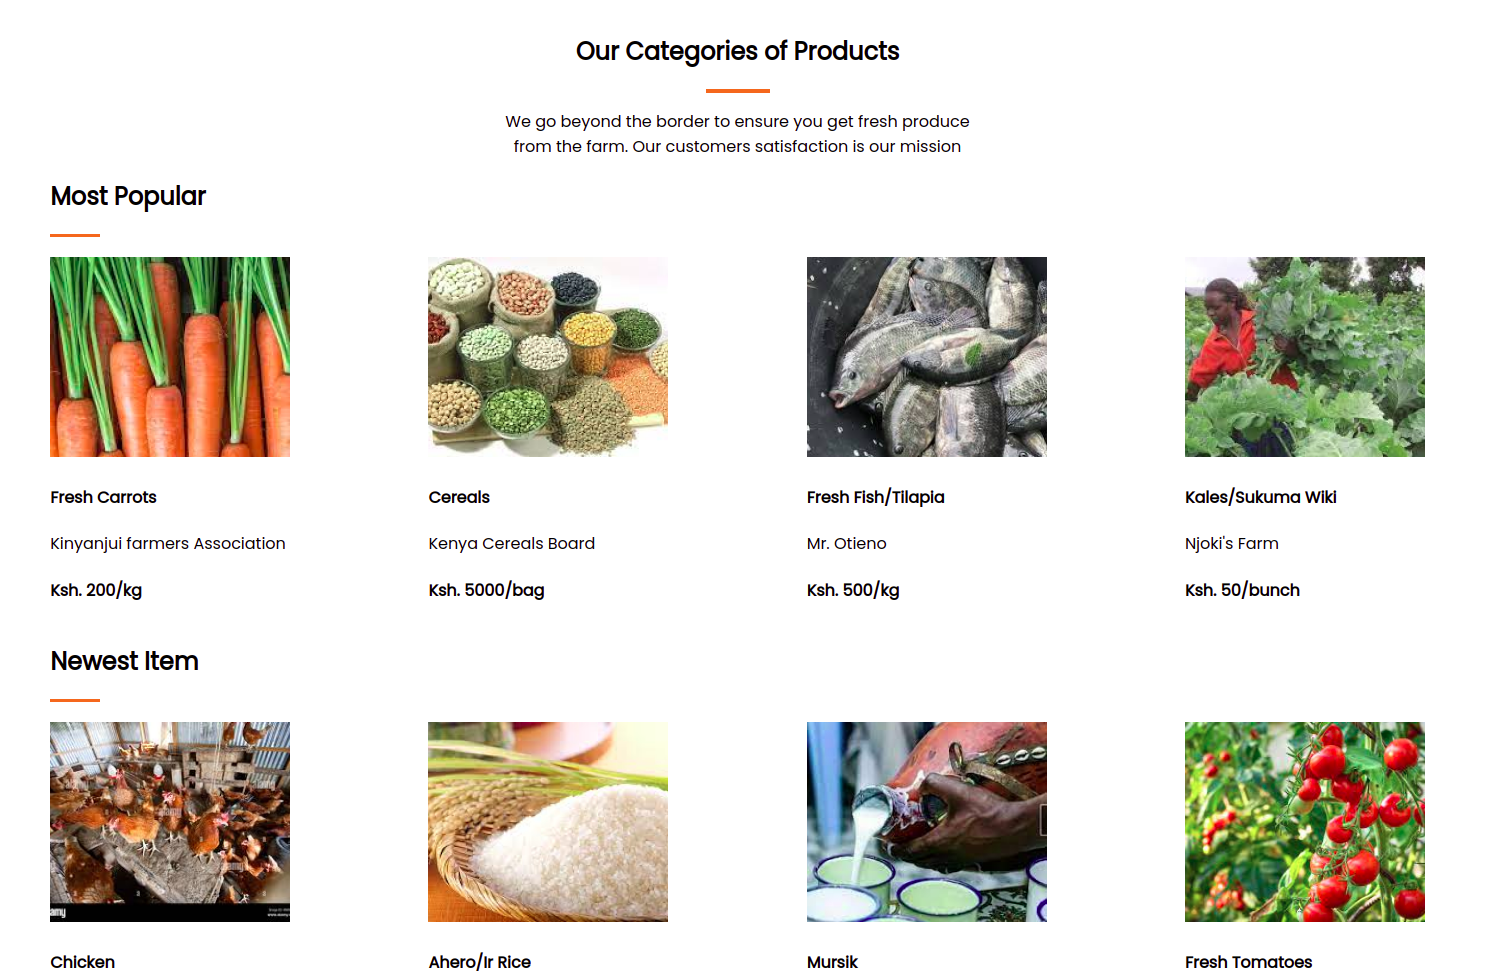 Our Categories of Products
We go beyond the border to ensure you get fresh produce
from the farm. Our customers satisfaction is our mission
Most Popular
Fresh Carrots
Kinyanjui farmers Association
Ksh. 200/kg
Cereals
Kenya Cereals Board
Ksh. 5000/bag
Fresh Fish/Tilapia
Mr. Otieno
Ksh. 500/kg
Kales/Sukuma Wiki
Njoki's Farm
Ksh. 50/bunch
Newest Item
Chicken
Ahero/Ir Rice
Mursik
Fresh Tomatoes